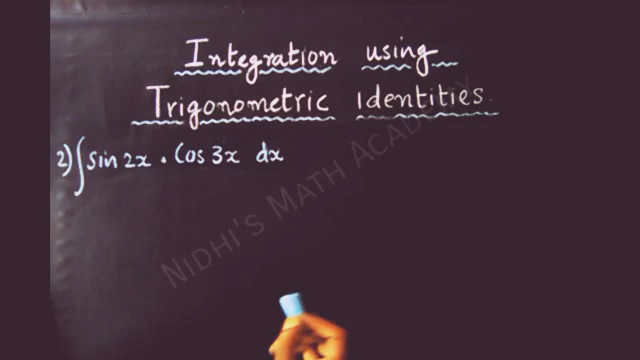 Integration using
Trigonometric Identities.
2) ∫ sin 2x . Cos 3x dx
NIDHI'S MATH ACADEMY